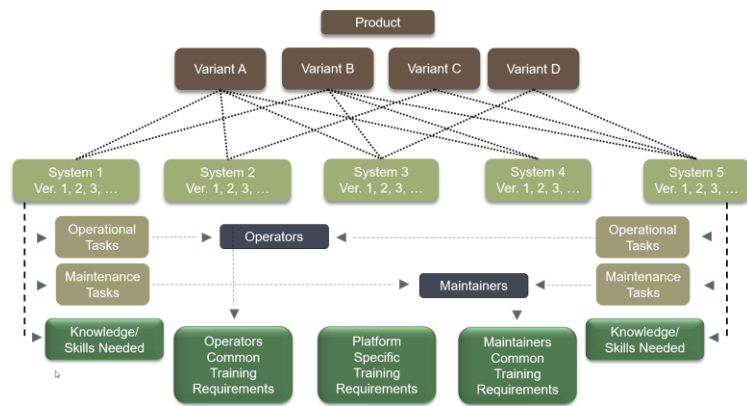 Product
Variant A
Variant B
Variant C
Variant D
System 1
Ver. 1, 2, 3, …
System 2
Ver. 1, 2, 3, …
System 3
Ver. 1, 2, 3, …
System 4
Ver. 1, 2, 3, …
System 5
Ver. 1, 2, 3, …
Operational
Tasks
Operators
Operational
Tasks
Maintenance
Tasks
Maintainers
Maintenance
Tasks
Knowledge/
Skills Needed
Operators
Common
Training
Requirements
Platform
Specific
Training
Requirements
Maintainers
Common
Training
Requirements
Knowledge/
Skills Needed